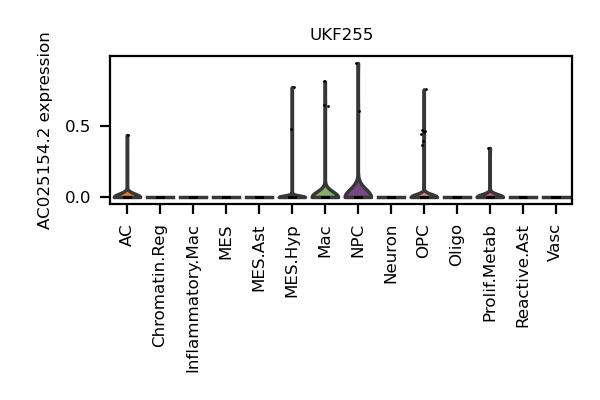 UKF255
AC025154.2 expression
0.5
0.0
AC
Chromatin.Reg
Inflammatory.Mac
MES
MES.Ast
MES.Hyp
Mac
NPC
Neuron
OPC
Oligo
Prolif.Metab
Reactive.Ast
Vasc